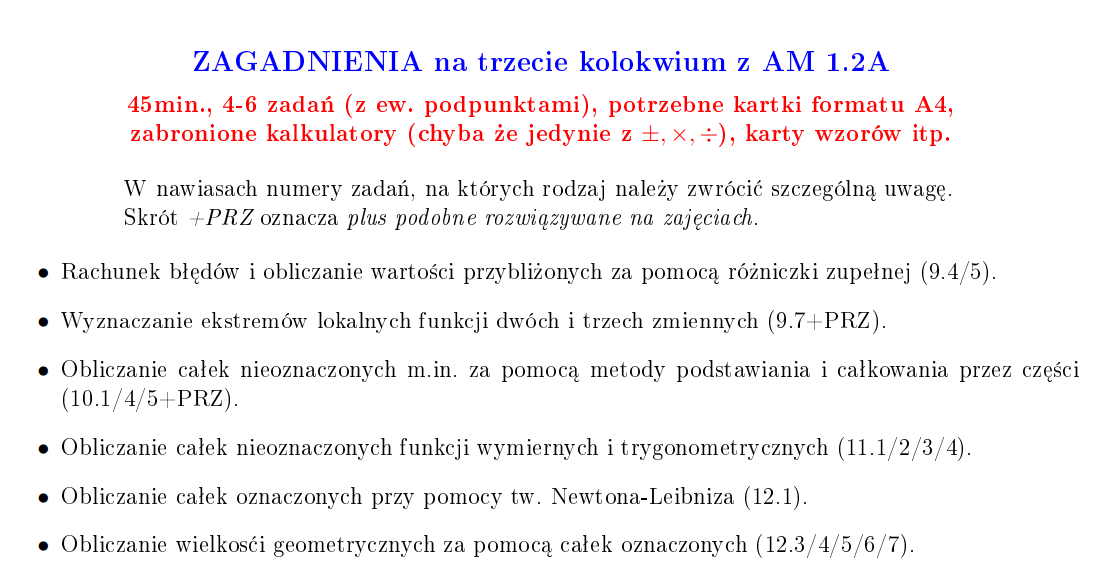 ZAGADNIENIA na trzecie kolokwium z AM 1.2A
45min., 4-6 zadań (z ew. podpunktami), potrzebne kartki formatu A4,
zabronione kalkulatory (chyba że jedynie z ±, ×, ÷), karty wzorów itp.
W nawiasach numery zadań, na których rodzaj należy zwrócić szczególną uwagę.
Skrót +PRZ oznacza plus podobne rozwiązywane na zajęciach.
• Rachunek błędów i obliczanie wartości przybliżonych za pomocą różniczki zupełnej (9.4/5).
• Wyznaczanie ekstremów lokalnych funkcji dwóch i trzech zmiennych (9.7+PRZ).
• Obliczanie całek nieoznaczonych m.in. za pomocą metody podstawiania i całkowania przez części
(10.1/4/5+PRZ).
• Obliczanie całek nieoznaczonych funkcji wymiernych i trygonometrycznych (11.1/2/3/4).
• Obliczanie całek oznaczonych przy pomocy tw. Newtona-Leibniza (12.1).
• Obliczanie wielkosći geometrycznych za pomocą całek oznaczonych (12.3/4/5/6/7).